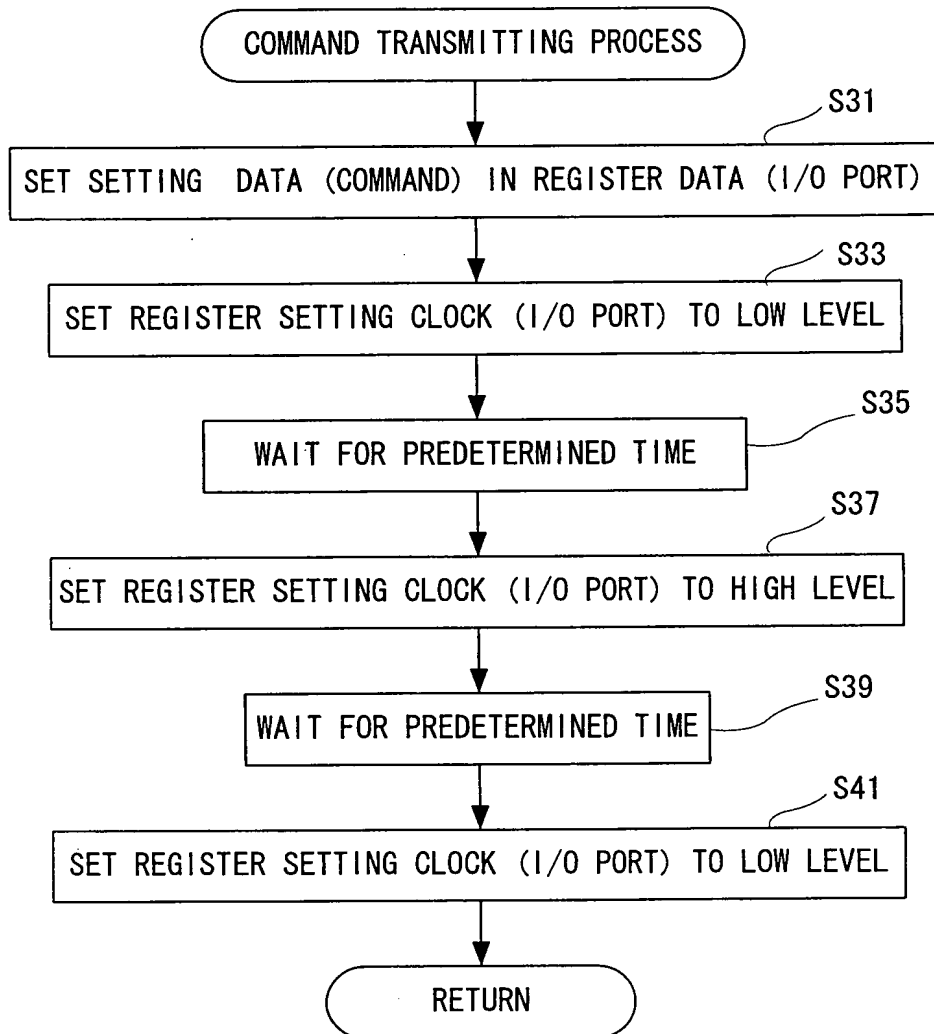 COMMAND TRANSMITTING PROCESS
S31
SET SETTING DATA (COMMAND) IN REGISTER DATA (I/O PORT)
S33
SET REGISTER SETTING CLOCK (I/O PORT) TO LOW LEVEL
S35
WAIT FOR PREDETERMINED TIME
S37
SET REGISTER SETTING CLOCK (I/O PORT) TO HIGH LEVEL
S39
WAIT FOR PREDETERMINED TIME
S41
SET REGISTER SETTING CLOCK (I/O PORT) TO LOW LEVEL
RETURN